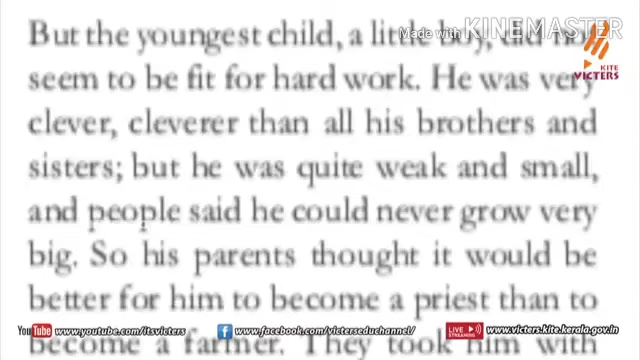 But the youngest child, a little boy, did not
Made with KINEMASTER
seem to be fit for hard work. He was very
KITE
VICTERS
clever, cleverer than all his brothers and
sisters; but he was quite weak and small,
and people said he could never grow very
big. So his parents thought it would be
better for him to become a priest than to
You Tube www.youtube.com/itsvicters
f www.facebook.com/victerseduchannel/
LIVE STREAMING www.victers.kite.kerala.gov.in
become a farmer. They took him with